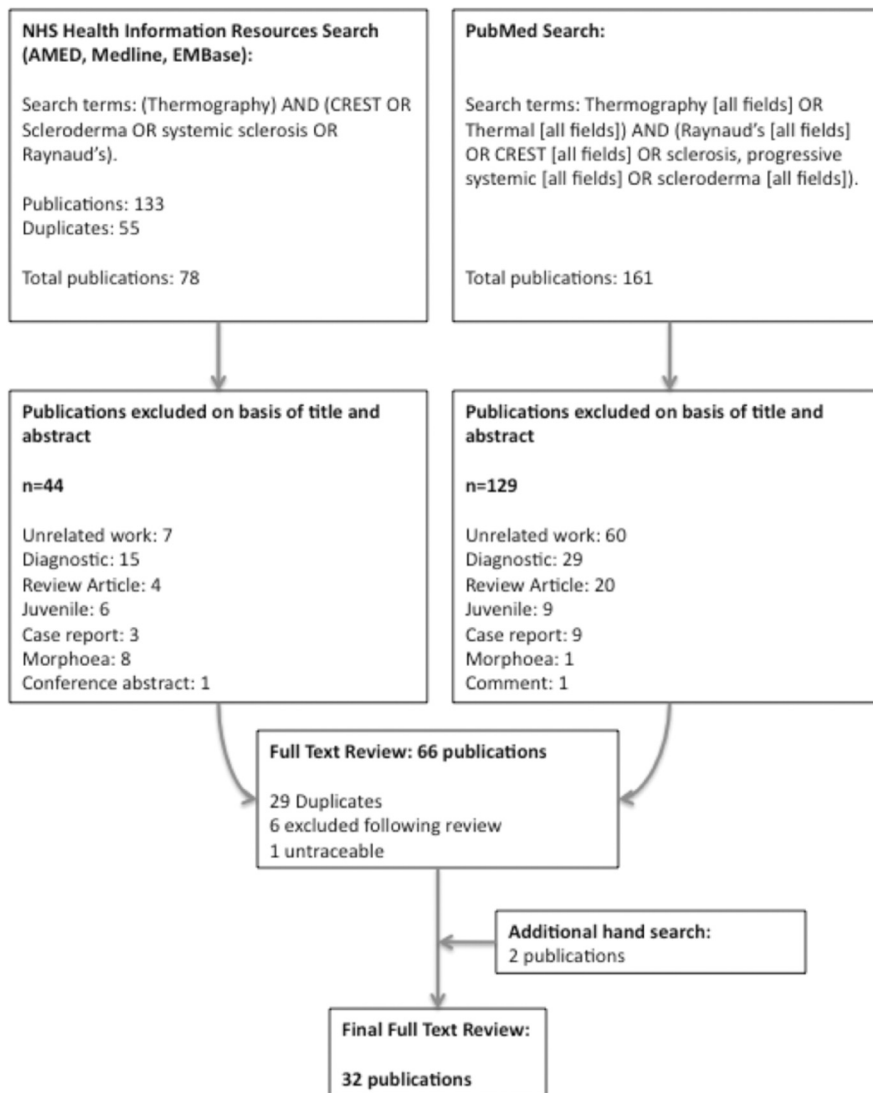 NHS Health Information Resources Search
(AMED, Medline, EMBase):
Search terms: (Thermography) AND (CREST OR
Scleroderma OR systemic sclerosis OR
Raynaud's).
Publications: 133
Duplicates: 55
Total publications: 78
PubMed Search:
Search terms: Thermography [all fields] OR
Thermal [all fields]) AND (Raynaud's [all fields]
OR CREST [all fields] OR sclerosis, progressive
systemic [all fields] OR scleroderma [all fields]).
Total publications: 161
Publications excluded on basis of title and
abstract
n=44
Unrelated work: 7
Diagnostic: 15
Review Article: 4
Juvenile: 6
Case report: 3
Morphoea: 8
Conference abstract: 1
Publications excluded on basis of title and
abstract
n=129
Unrelated work: 60
Diagnostic: 29
Review Article: 20
Juvenile: 9
Case report: 9
Morphoea: 1
Comment: 1
Full Text Review: 66 publications
29 Duplicates
6 excluded following review
1 untraceable
Additional hand search:
2 publications
Final Full Text Review:
32 publications